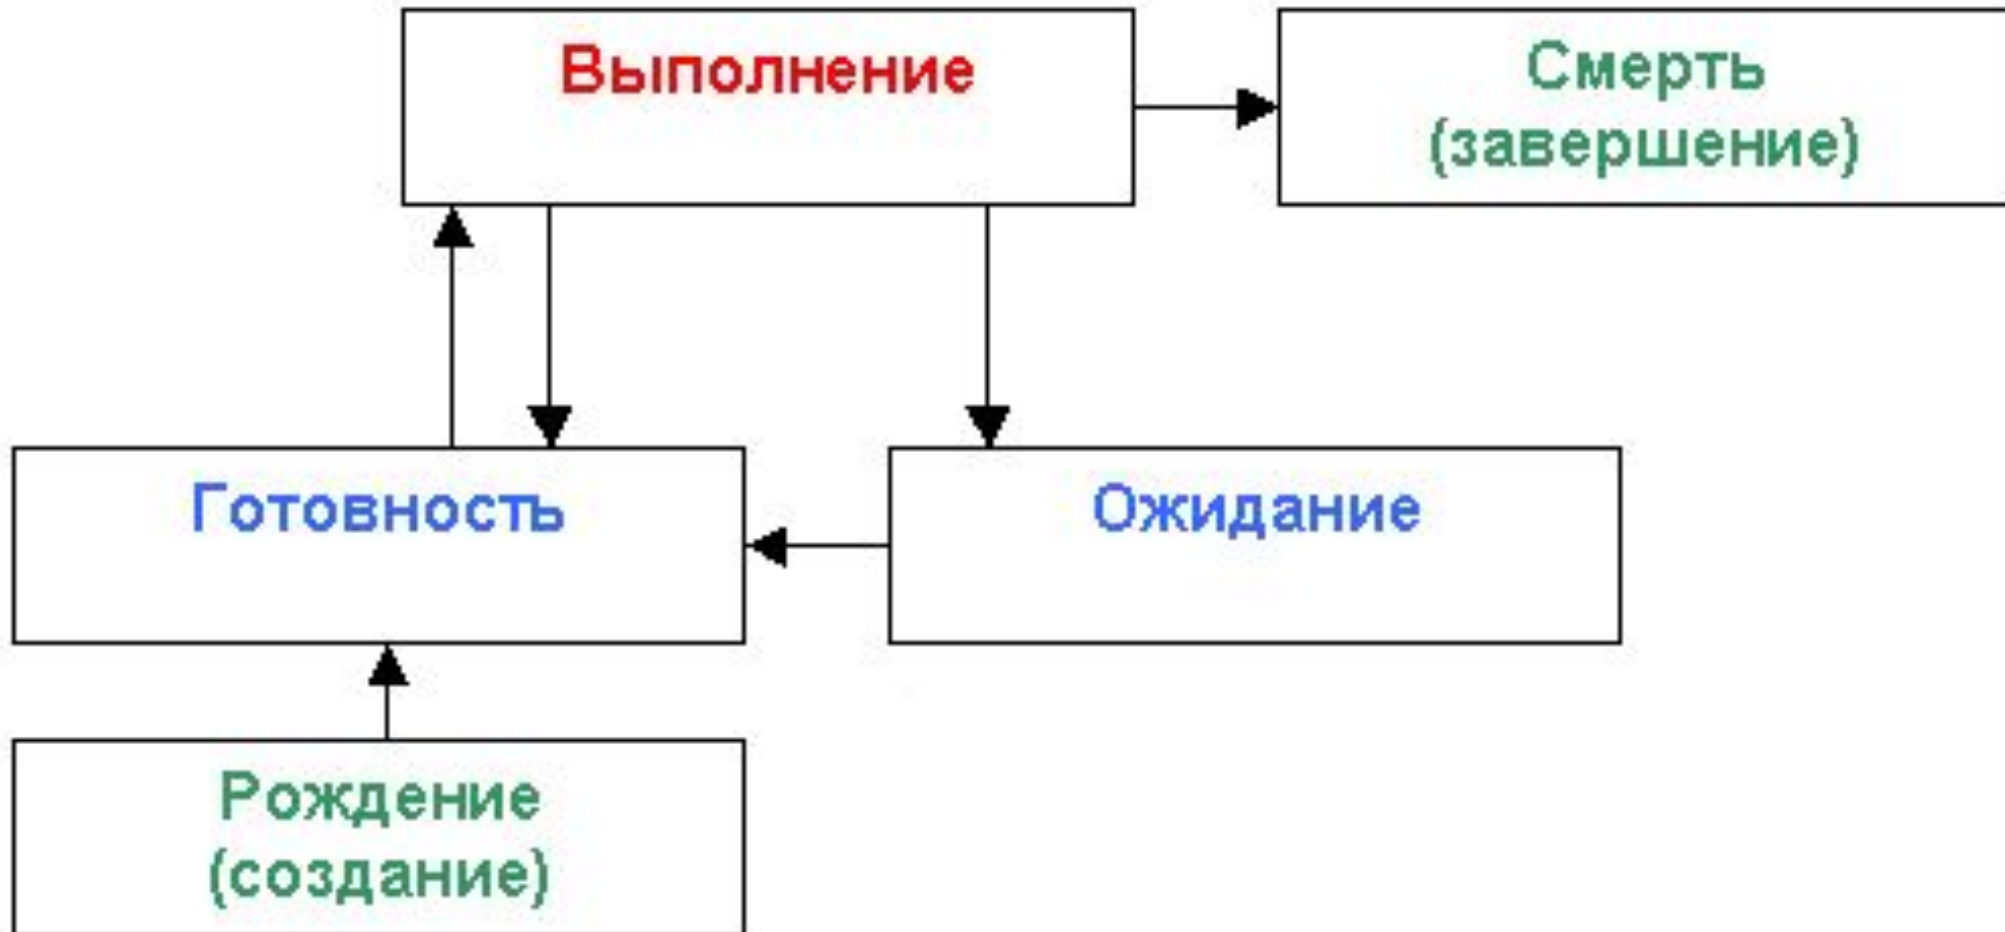 Выполнение
Смерть
(завершение)
Готовность
Ожидание
Рождение
(создание)